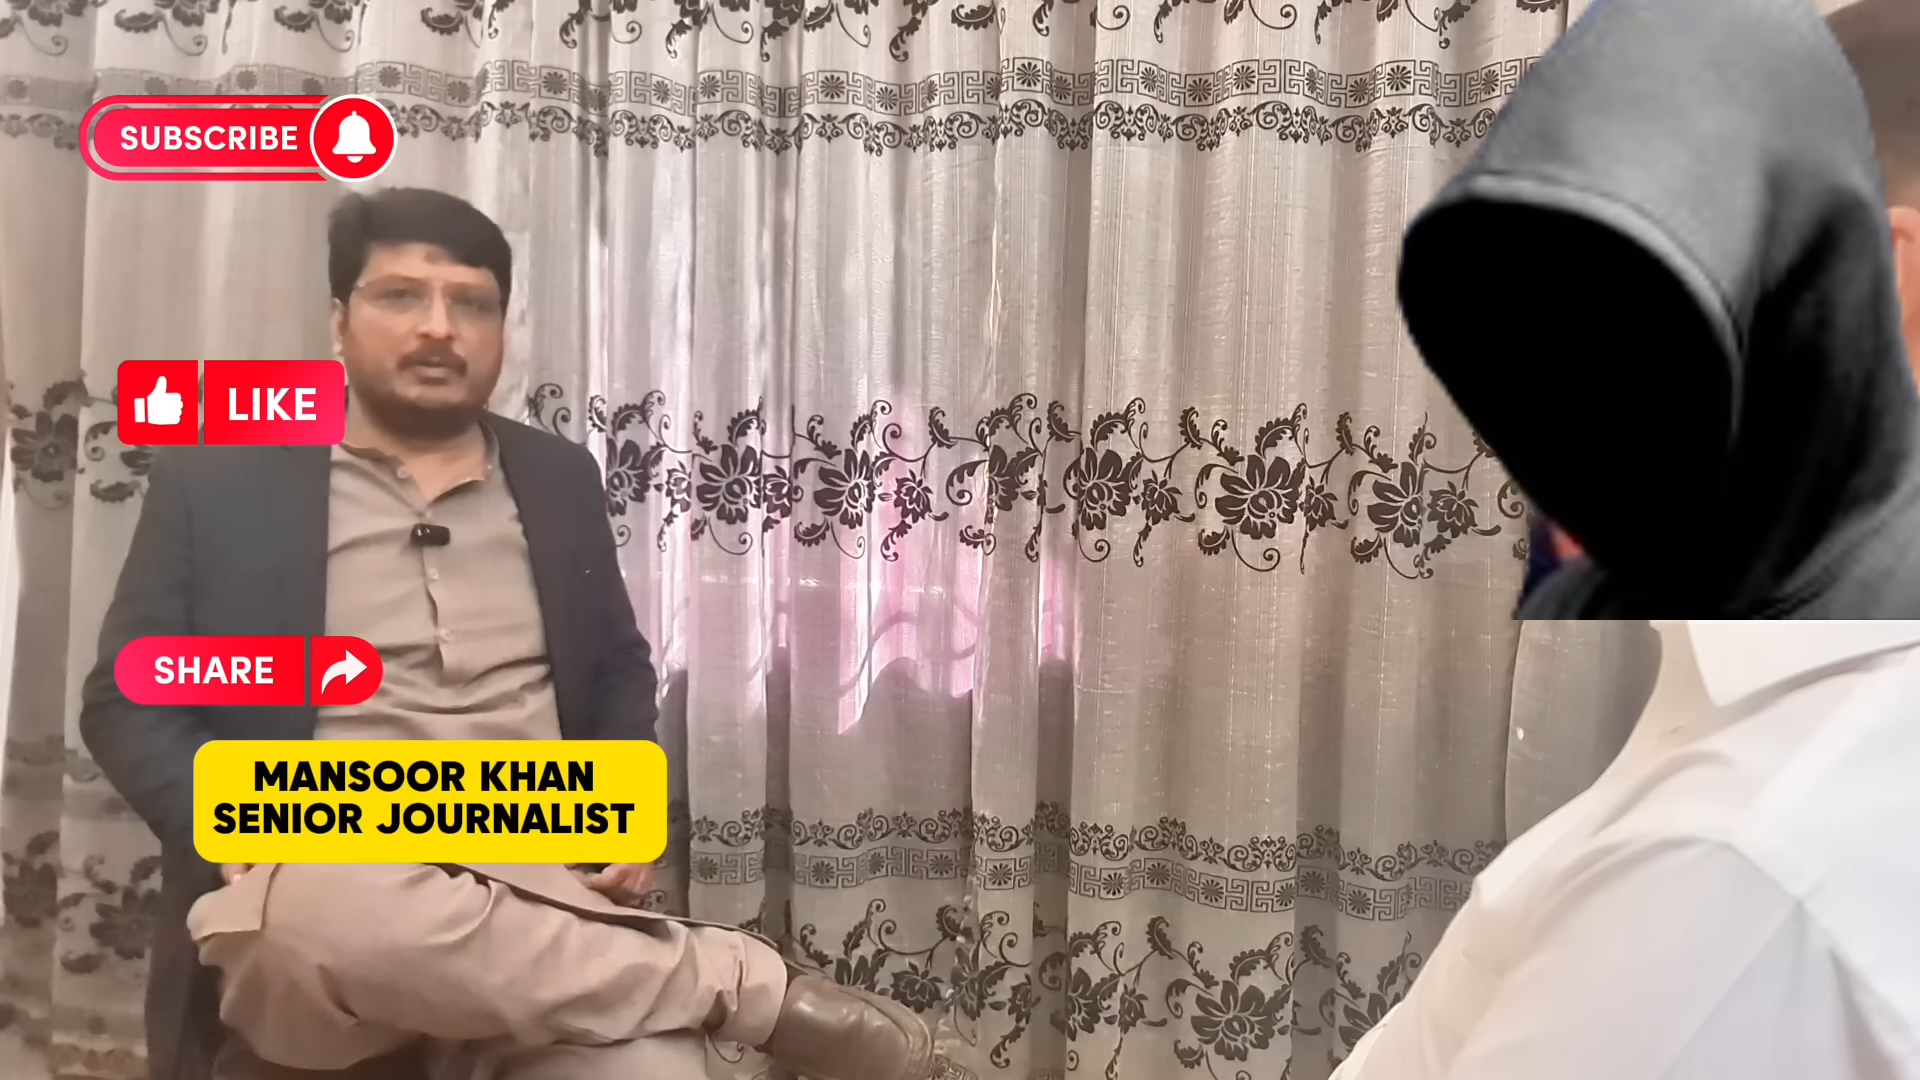 SUBSCRIBE
LIKE
SHARE
MANSOOR KHAN
SENIOR JOURNALIST